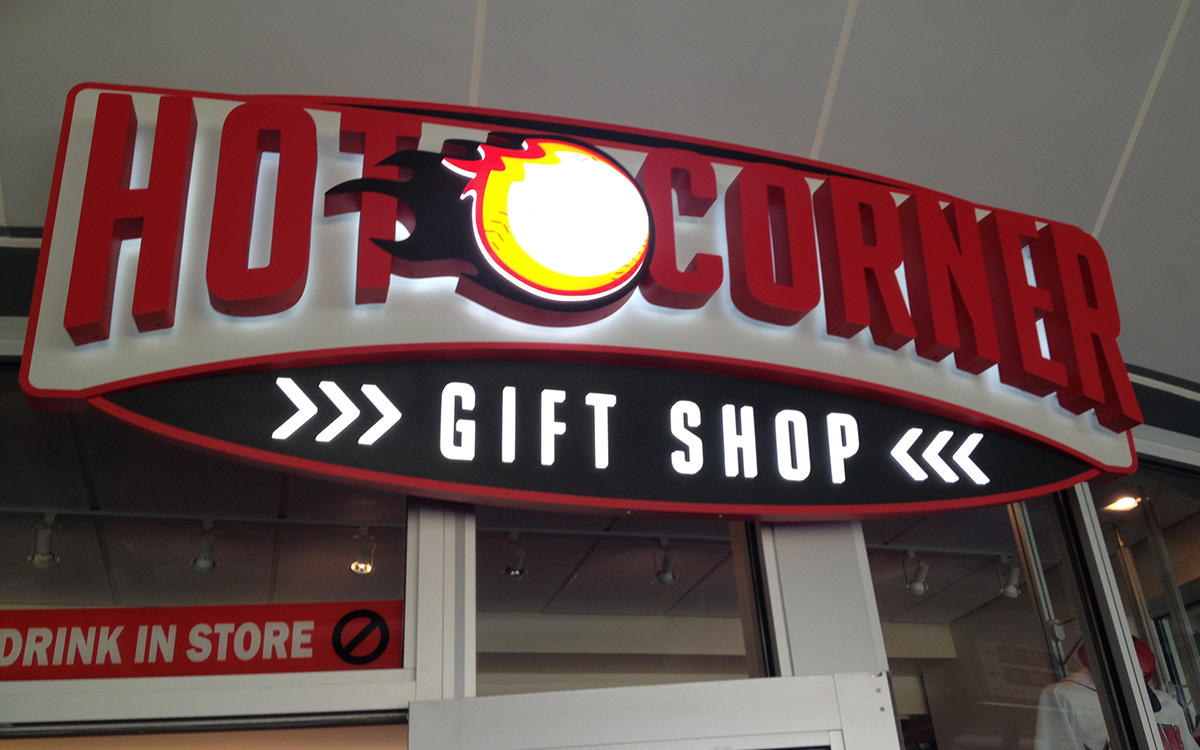 HOT CORNER
>>> GIFT SHOP <<<
DRINK IN STORE